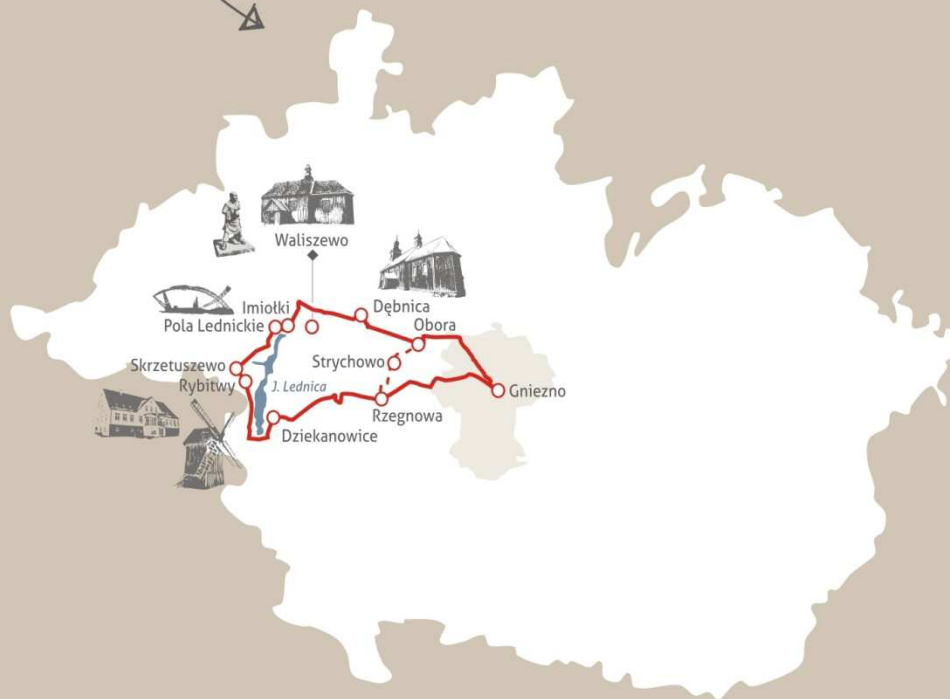 Waliszewo
Imiołki
Dębnica
Pola Lednickie
Obora
Skrzetuszewo
Strychowo
Rybitwy
J. Lednica
Gniezno
Rzegnowa
Dziekanowice